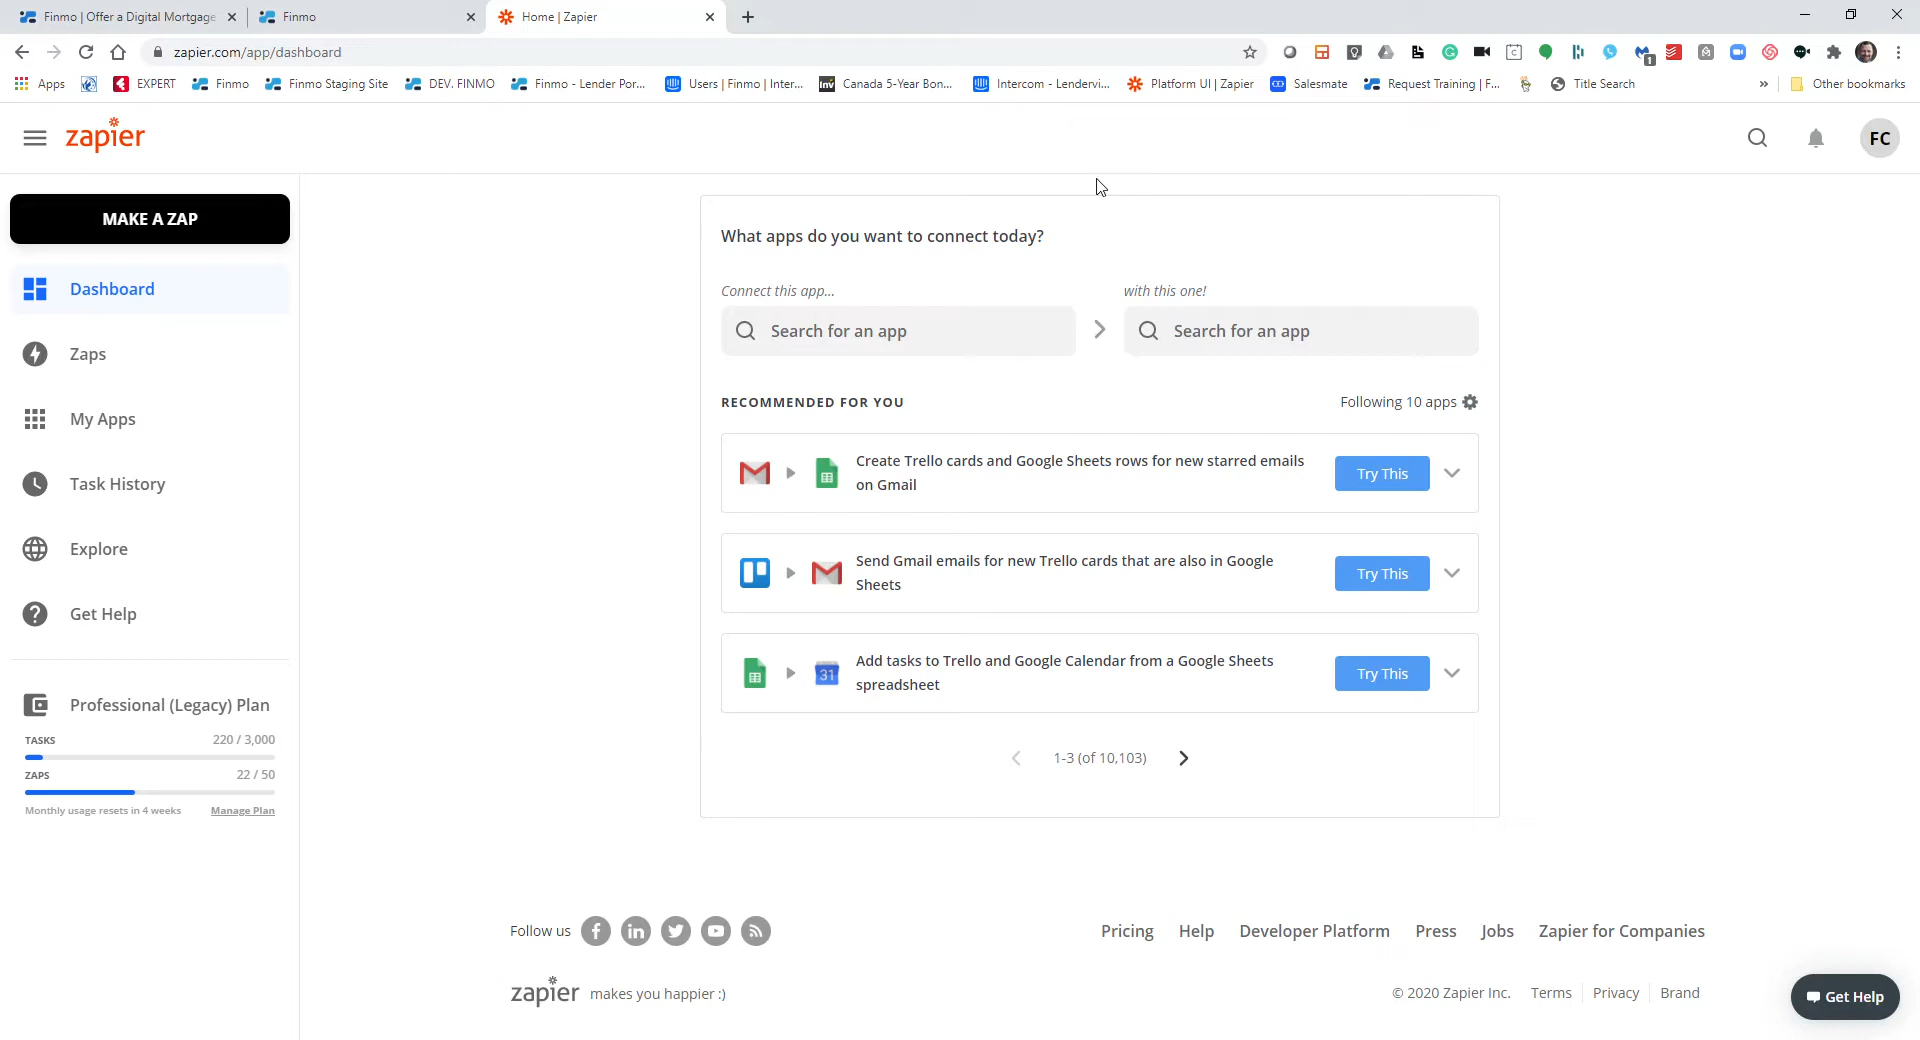 Finmo | Offer a Digital Mortgage
Finmo
Home | Zapier
zapier.com/app/dashboard
1
Apps
EXPERT
Finmo
Finmo Staging Site
DEV. FINMO
Finmo - Lender Por...
Users | Finmo | Inter...
Inv
Canada 5-Year Bon...
Intercom - Lendervi...
Platform UI | Zapier
Salesmate
Request Training | F...
Title Search
»
Other bookmarks
zapier
FC
MAKE A ZAP
Dashboard
Zaps
My Apps
Task History
Explore
Get Help
Professional (Legacy) Plan
TASKS 220 / 3,000
ZAPS 22 / 50
Monthly usage resets in 4 weeks Manage Plan
What apps do you want to connect today?
Connect this app... with this one!
Search for an app Search for an app
RECOMMENDED FOR YOU Following 10 apps
Create Trello cards and Google Sheets rows for new starred emails
on Gmail
Try This
Send Gmail emails for new Trello cards that are also in Google
Sheets
Try This
31
Add tasks to Trello and Google Calendar from a Google Sheets
spreadsheet
Try This
1-3 (of 10,103)
Follow us
Pricing Help Developer Platform Press Jobs Zapier for Companies
zapier makes you happier :)
© 2020 Zapier Inc. Terms Privacy Brand
Get Help